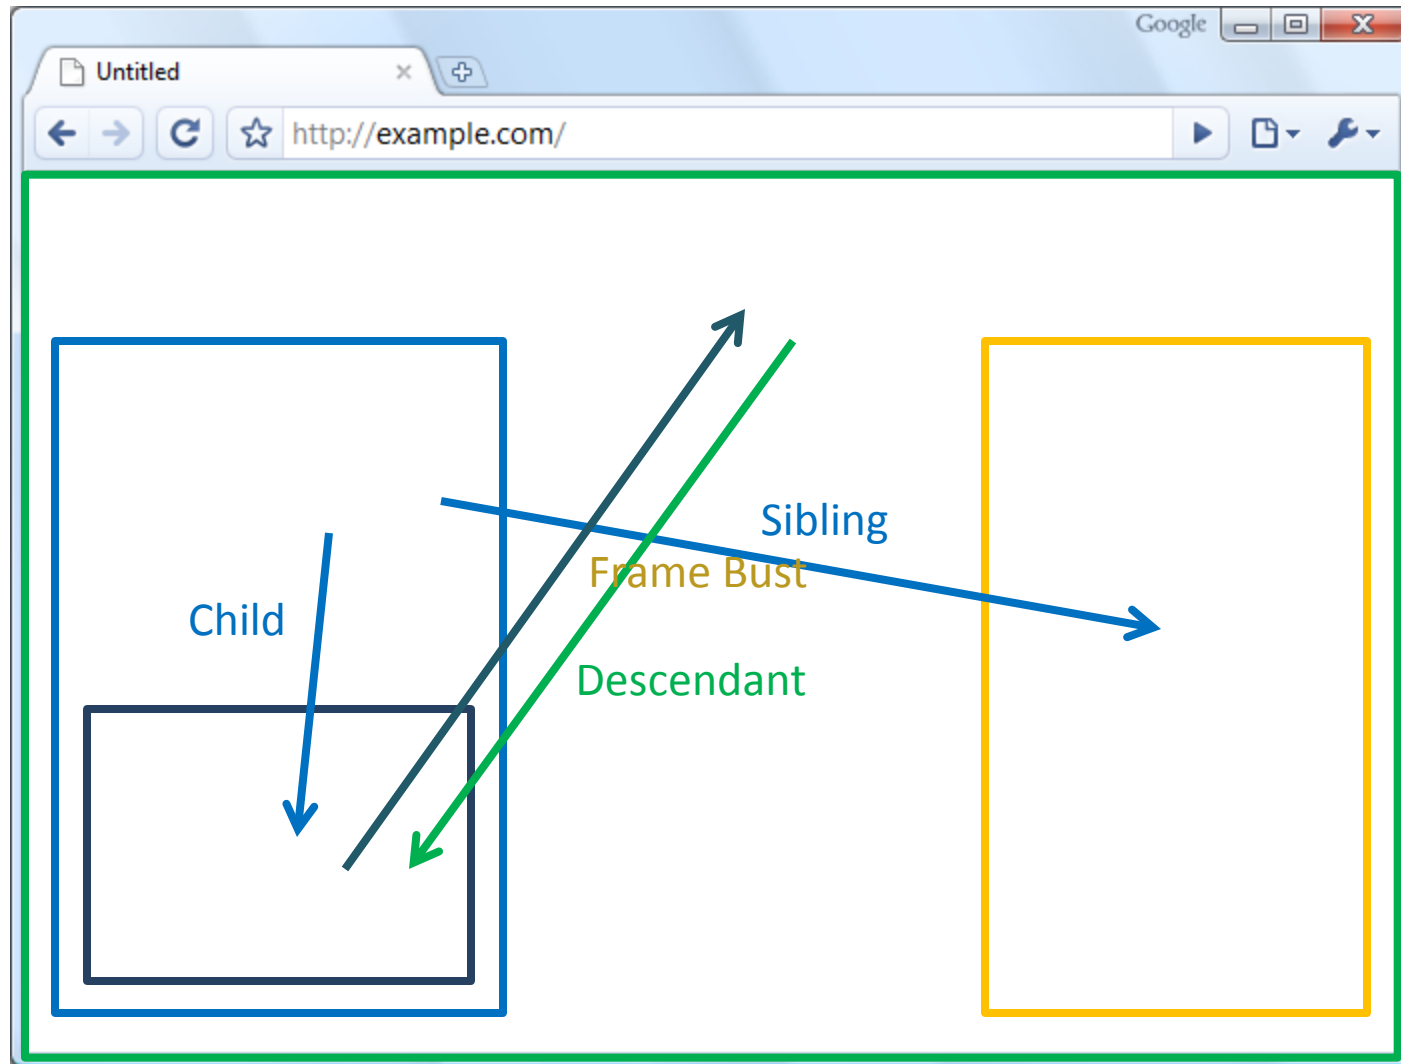 Google
Untitled
http://example.com/
Sibling
Frame Bust
Child
Descendant